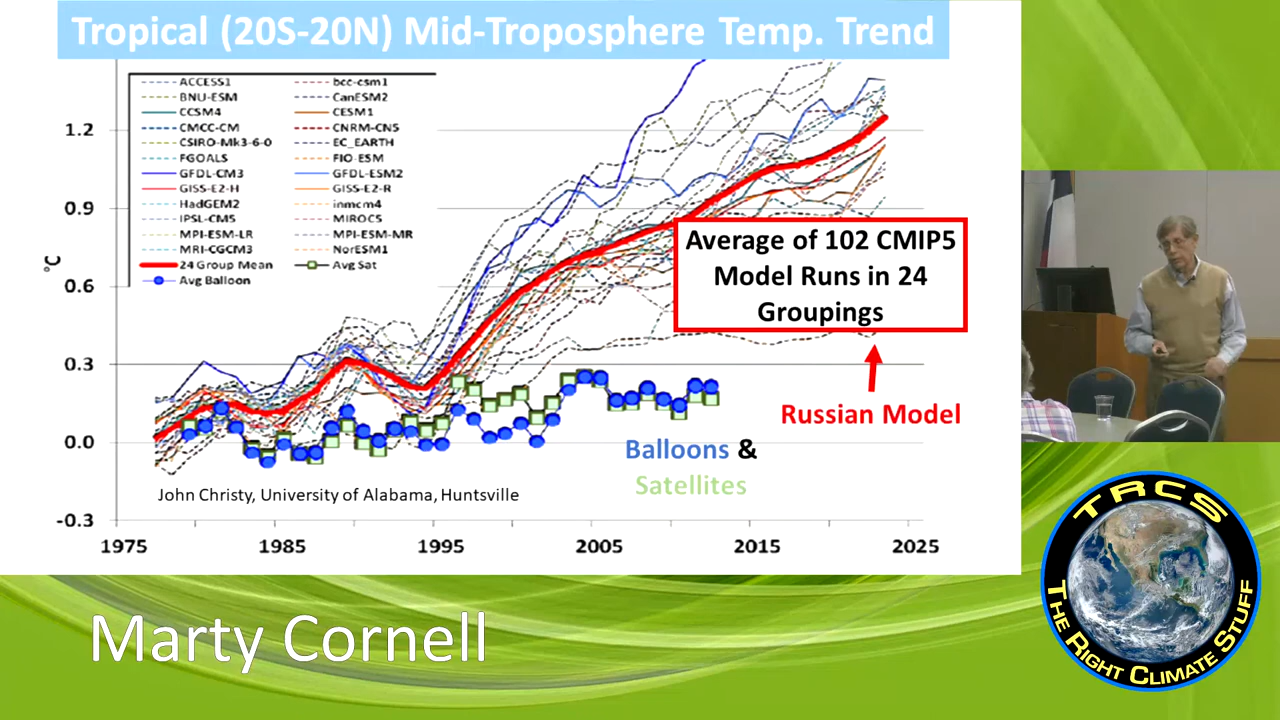 Tropical (20S-20N) Mid-Troposphere Temp. Trend
ACCESS1
bcc-csm1
BNU-ESM
CanESM2
CCSM4
CESM1
CMCC-CM
CNRM-CN5
CSIRO-Mk3-6-0
EC_EARTH
FGOALS
FIO-ESM
GFDL-CM3
GFDL-ESM2
GISS-E2-H
GISS-E2-R
HadGEM2
inmcm4
IPSL-CM5
MIROC5
MPI-ESM-LR
MPI-ESM-MR
MRI-CGCM3
NorESM1
24 Group Mean
Avg Sat
Avg Balloon
°C
1.2
0.9
0.6
0.3
0.0
-0.3
1975
1985
1995
2005
2015
2025
Average of 102 CMIP5
Model Runs in 24
Groupings
Russian Model
Balloons &
Satellites
John Christy, University of Alabama, Huntsville
Marty Cornell
TRCS
THE RIGHT CLIMATE STUFF